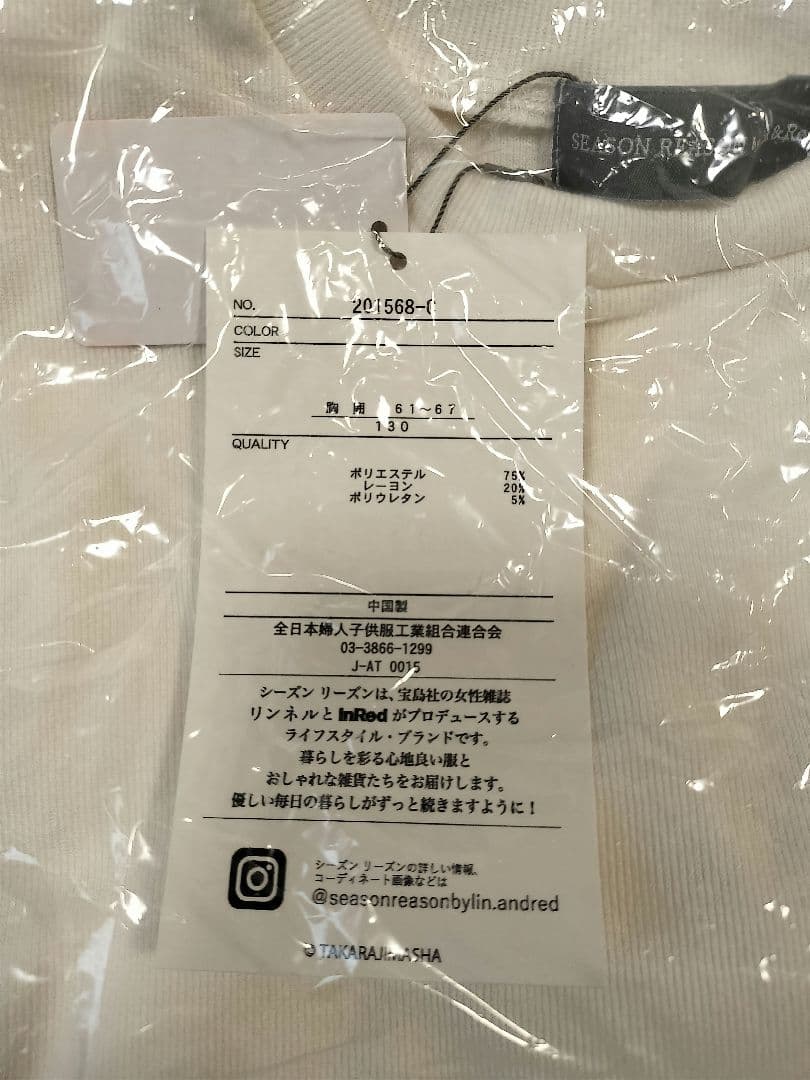 SEASON REASON
NO. 201568-C
COLOR
SIZE
胸 囲 61~67
130
QUALITY
ポリエステル 75%
レーヨン 20%
ポリウレタン 5%
中国製
全日本婦人子供服工業組合連合会
03-3866-1299
J-AT 0015
シーズン リーズンは、宝島社の女性雑誌
リンネルと InRed がプロデュースする
ライフスタイル・ブランドです。
暮らしを彩る心地良い服と
おしゃれな雑貨たちをお届けします。
優しい毎日の暮らしがずっと続きますように!
シーズン リーズンの詳しい情報、
コーディネート画像などは
@seasonreasonbylin.andred
© TAKARAJIMASHA